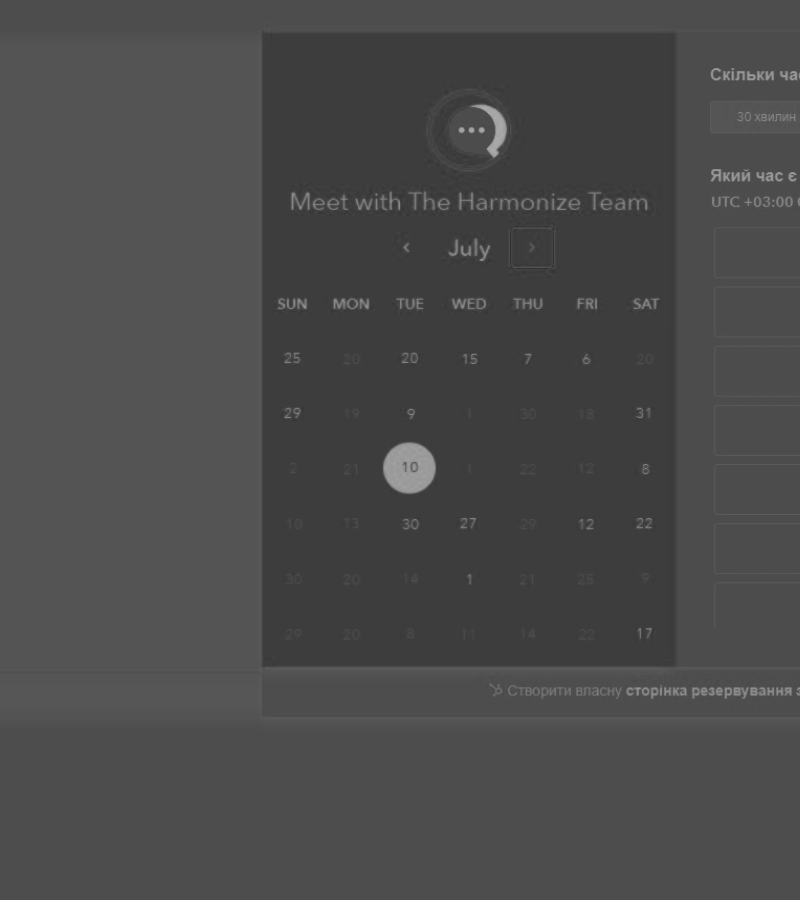 Скільки час
30 хвилин
Meet with The Harmonize Team
Який час є
UTC +03:00
July
SUN MON TUE WED THU FRI SAT
25 20 20 15 7 6 20
29 19 9 1 30 18 31
2 21 10 1 22 12 8
10 13 30 27 29 12 22
30 20 14 1 21 28 9
29 20 8 11 14 22 17
Створити власну сторінка резервування з